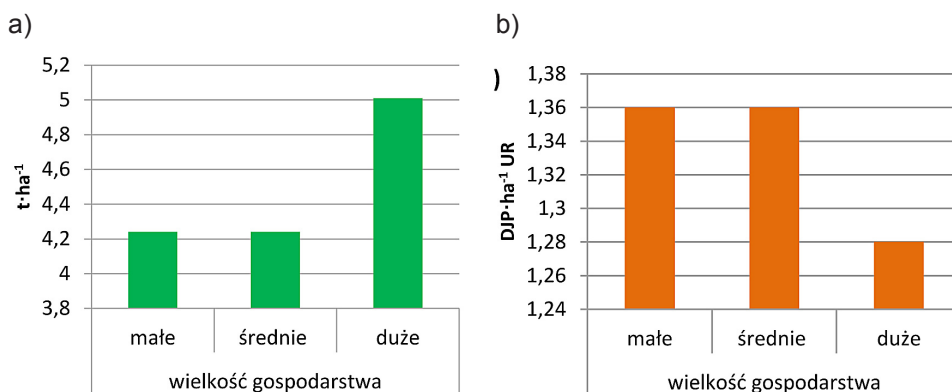 a)
t·ha⁻¹
5,2
5
4,8
4,6
4,4
4,2
4
3,8
małe średnie duże
wielkość gospodarstwa
b)
)
DJP·ha⁻¹ UR
1,38
1,36
1,34
1,32
1,3
1,28
1,26
1,24
małe średnie duże
wielkość gospodarstwa